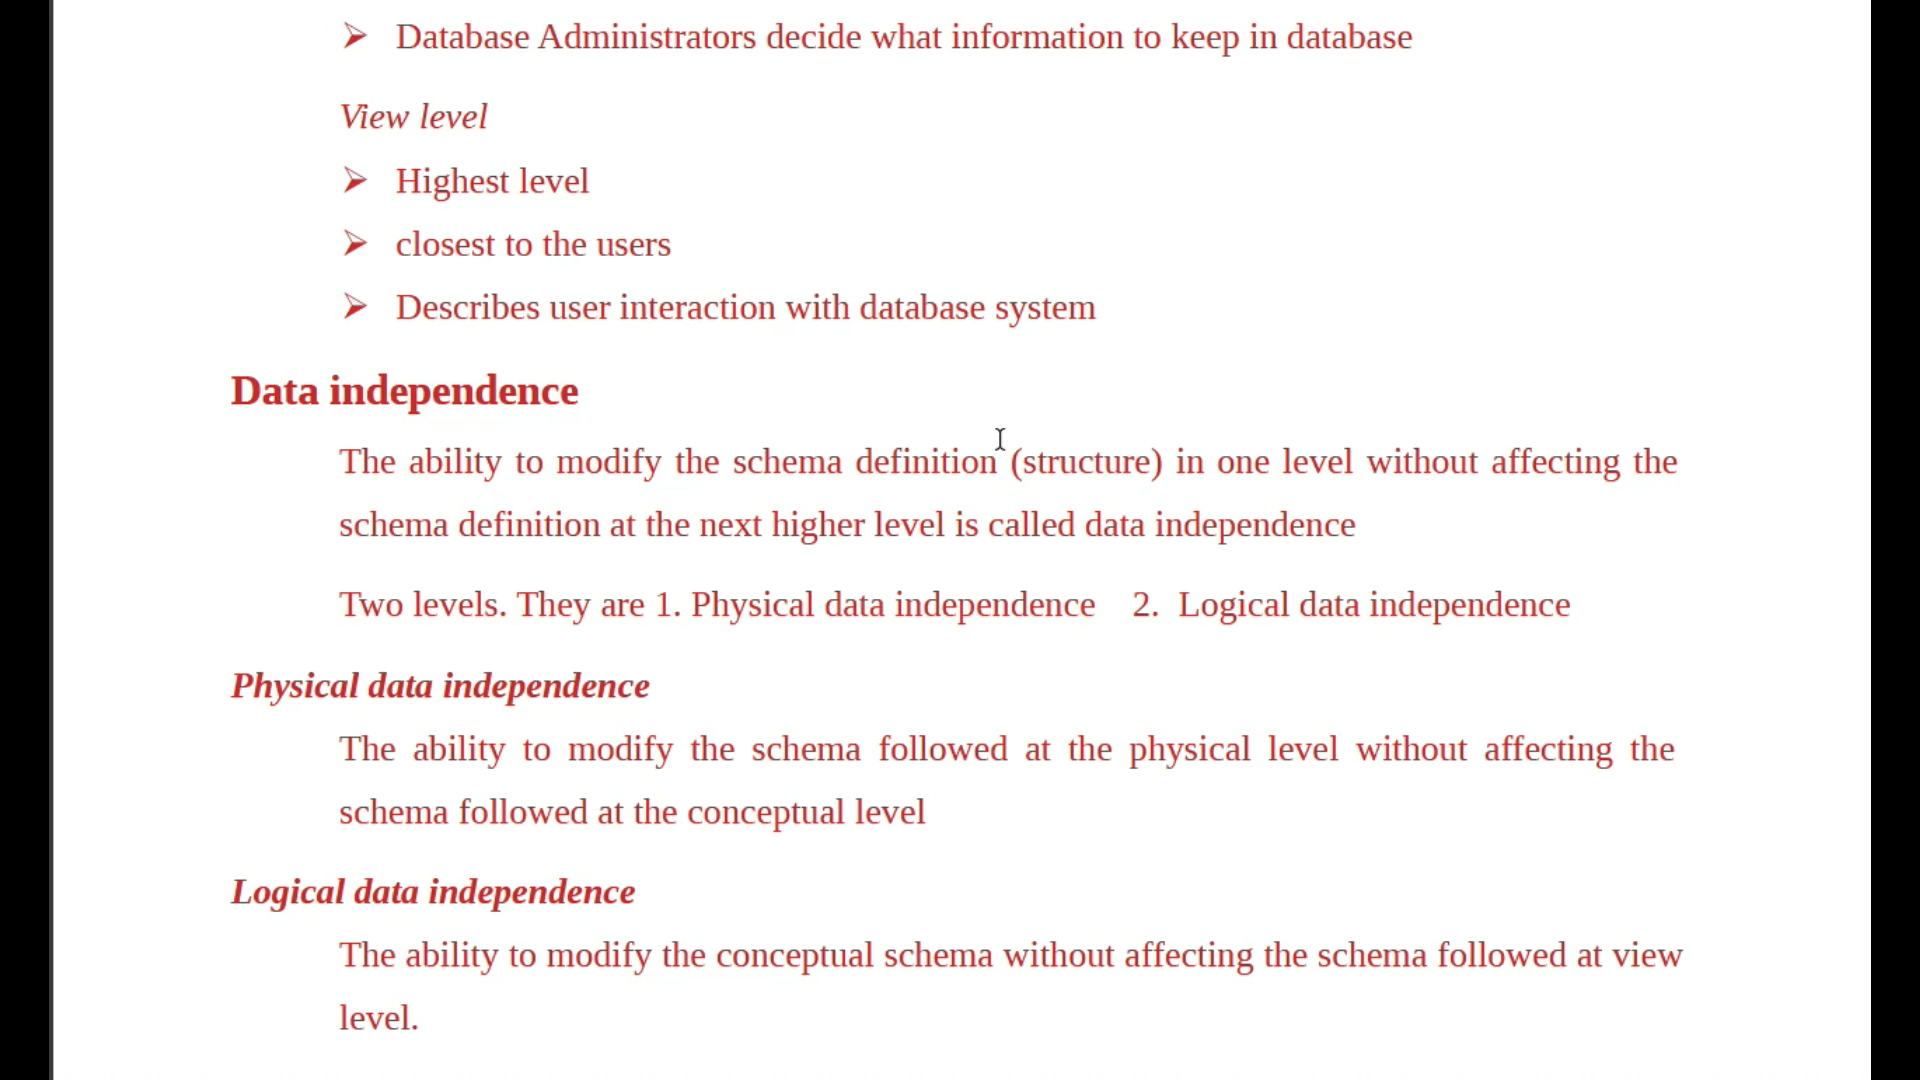 ➢ Database Administrators decide what information to keep in database
View level
➢ Highest level
➢ closest to the users
➢ Describes user interaction with database system
Data independence
The ability to modify the schema definition (structure) in one level without affecting the
schema definition at the next higher level is called data independence
Two levels. They are 1. Physical data independence 2. Logical data independence
Physical data independence
The ability to modify the schema followed at the physical level without affecting the
schema followed at the conceptual level
Logical data independence
The ability to modify the conceptual schema without affecting the schema followed at view
level.